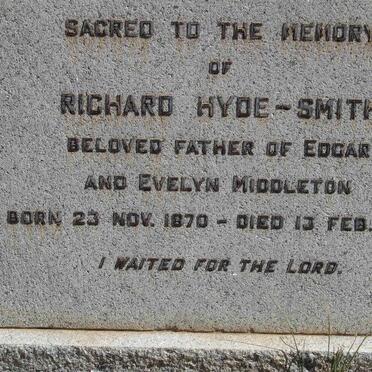 SACRED TO THE MEMORY
OF
RICHARD HYDE-SMITH
BELOVED FATHER OF EDGAR
AND EVELYN MIDDLETON
BORN 23 NOV. 1870 - DIED 13 FEB.
I WAITED FOR THE LORD.